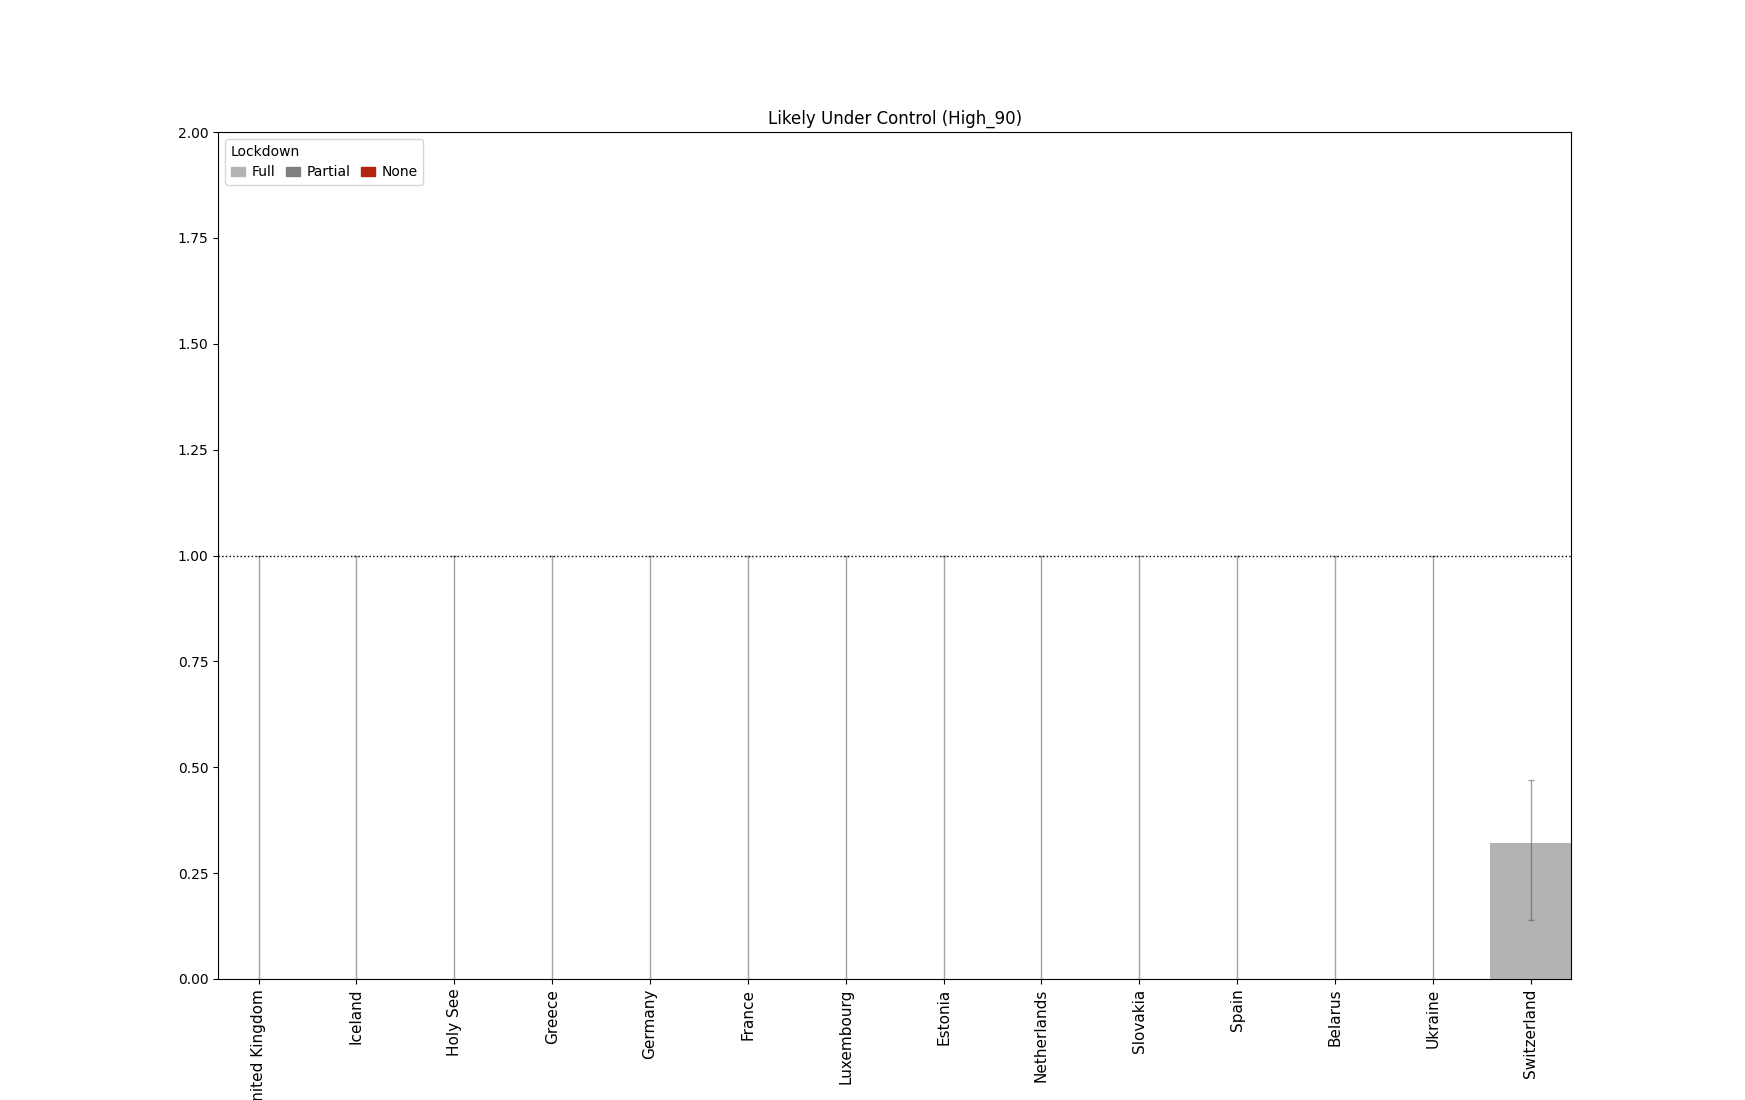 Likely Under Control (High_90)
2.00
Lockdown
Full Partial None
1.75
1.50
1.25
1.00
0.75
0.50
0.25
0.00
nited Kingdom
Iceland
Holy See
Greece
Germany
France
Luxembourg
Estonia
Netherlands
Slovakia
Spain
Belarus
Ukraine
Switzerland